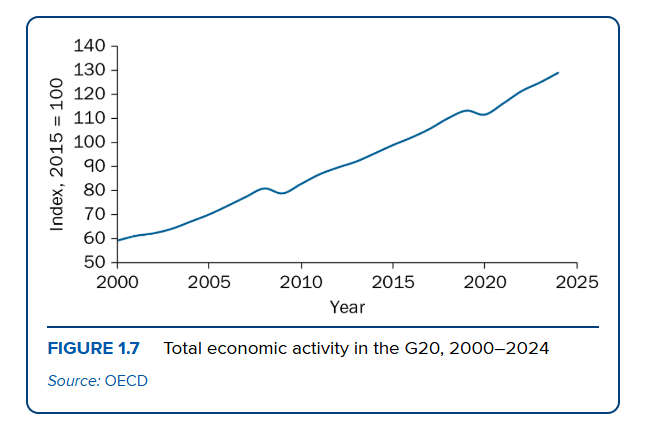 140
130
120
110
100
90
80
70
60
50
Index, 2015 = 100
2000 2005 2010 2015 2020 2025
Year
FIGURE 1.7 Total economic activity in the G20, 2000–2024
Source: OECD